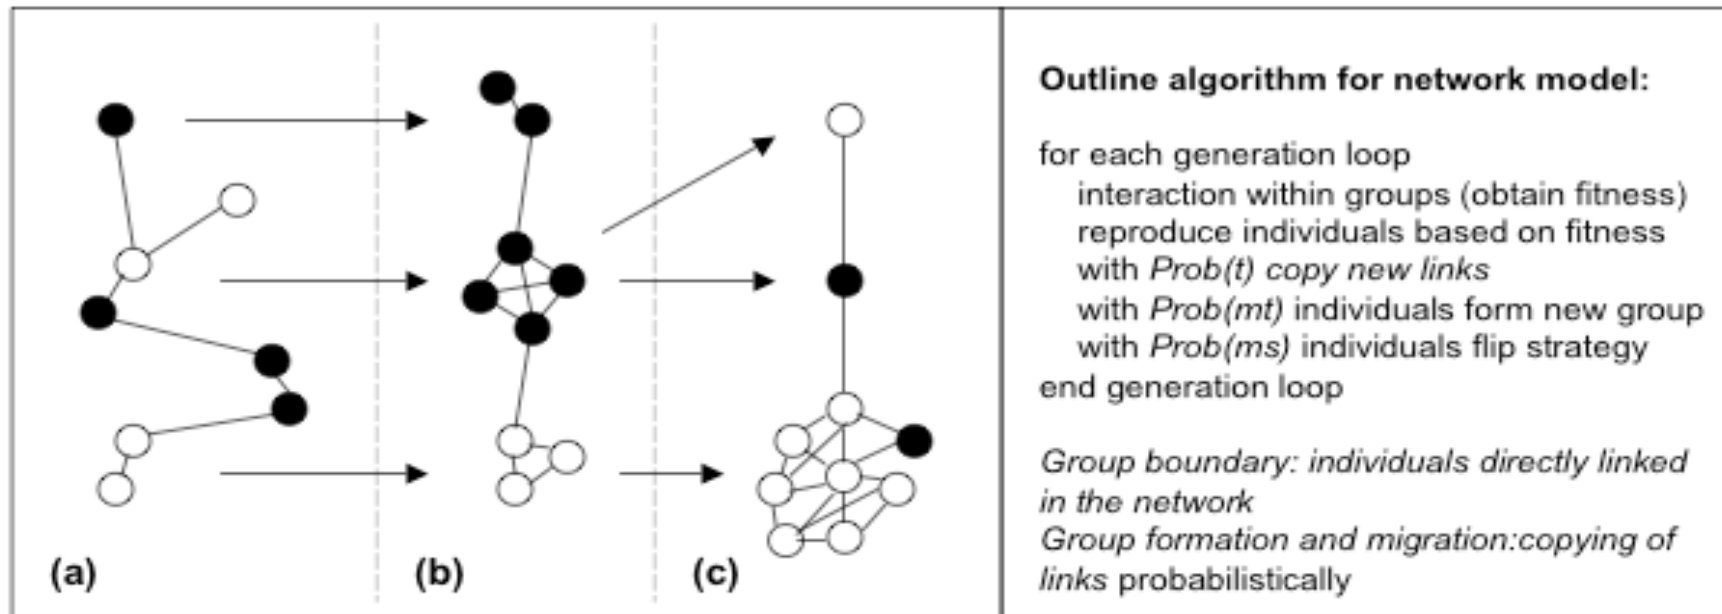 (a)
(b)
(c)
Outline algorithm for network model:
for each generation loop
interaction within groups (obtain fitness)
reproduce individuals based on fitness
with Prob(t) copy new links
with Prob(mt) individuals form new group
with Prob(ms) individuals flip strategy
end generation loop
Group boundary: individuals directly linked
in the network
Group formation and migration:copying of
links probabilistically